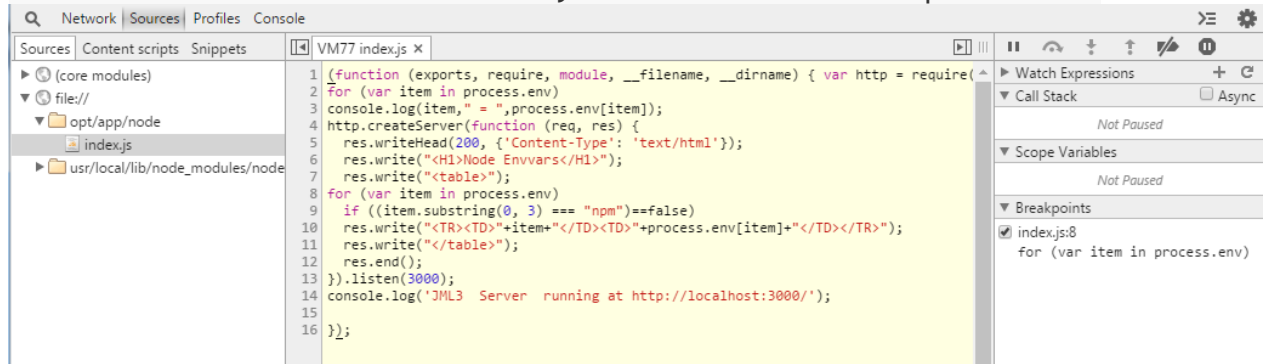 Network Sources Profiles Console
Sources Content scripts Snippets
VM77 index.js ×
(core modules)
file://
opt/app/node
index.js
usr/local/lib/node_modules/node
1 (function (exports, require, module, __filename, __dirname) { var http = require(
2 for (var item in process.env)
3 console.log(item," = ",process.env[item]);
4 http.createServer(function (req, res) {
5 res.writeHead(200, {'Content-Type': 'text/html'});
6 res.write("<H1>Node Envvars</H1>");
7 res.write("<table>");
8 for (var item in process.env)
9 if ((item.substring(0, 3) === "npm")==false)
10 res.write("<TR><TD>"+item+"</TD><TD>"+process.env[item]+"</TD></TR>");
11 res.write("</table>");
12 res.end();
13 }).listen(3000);
14 console.log('JML3 Server running at http://localhost:3000/');
15
16 });
Watch Expressions
Call Stack Async
Not Paused
Scope Variables
Not Paused
Breakpoints
index.js:8
for (var item in process.env)